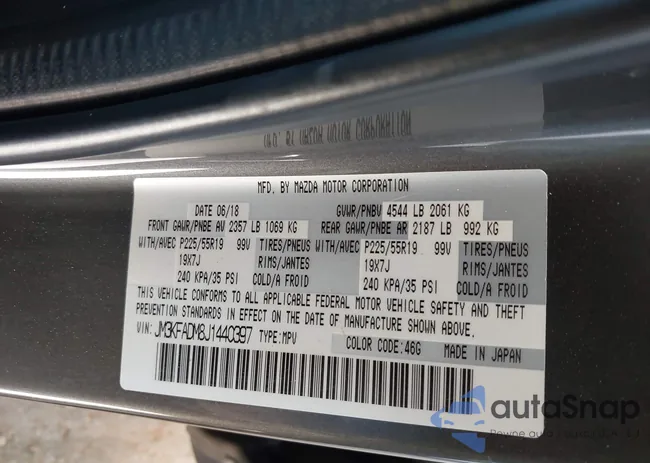 MFD. BY MAZDA MOTOR CORPORATION
DATE 06/18 GVWR/PNBV 4544 LB 2061 KG
FRONT GAWR/PNBE AV 2357 LB 1069 KG REAR GAWR/PNBE AR 2187 LB 992 KG
WITH/AVEC P225/55R19 99V TIRES/PNEUS WITH/AVEC P225/55R19 99V TIRES/PNEUS
19X7J RIMS/JANTES 19X7J RIMS/JANTES
240 KPA/35 PSI COLD/A FROID 240 KPA/35 PSI COLD/A FROID
THIS VEHICLE CONFORMS TO ALL APPLICABLE FEDERAL MOTOR VEHICLE SAFETY AND THEFT
PREVENTION STANDARDS IN EFFECT ON THE DATE OF MANUFACTURE SHOWN ABOVE.
VIN: JM3KFADM8J1440397 TYPE:MPV
COLOR CODE:46G MADE IN JAPAN
autoSnap